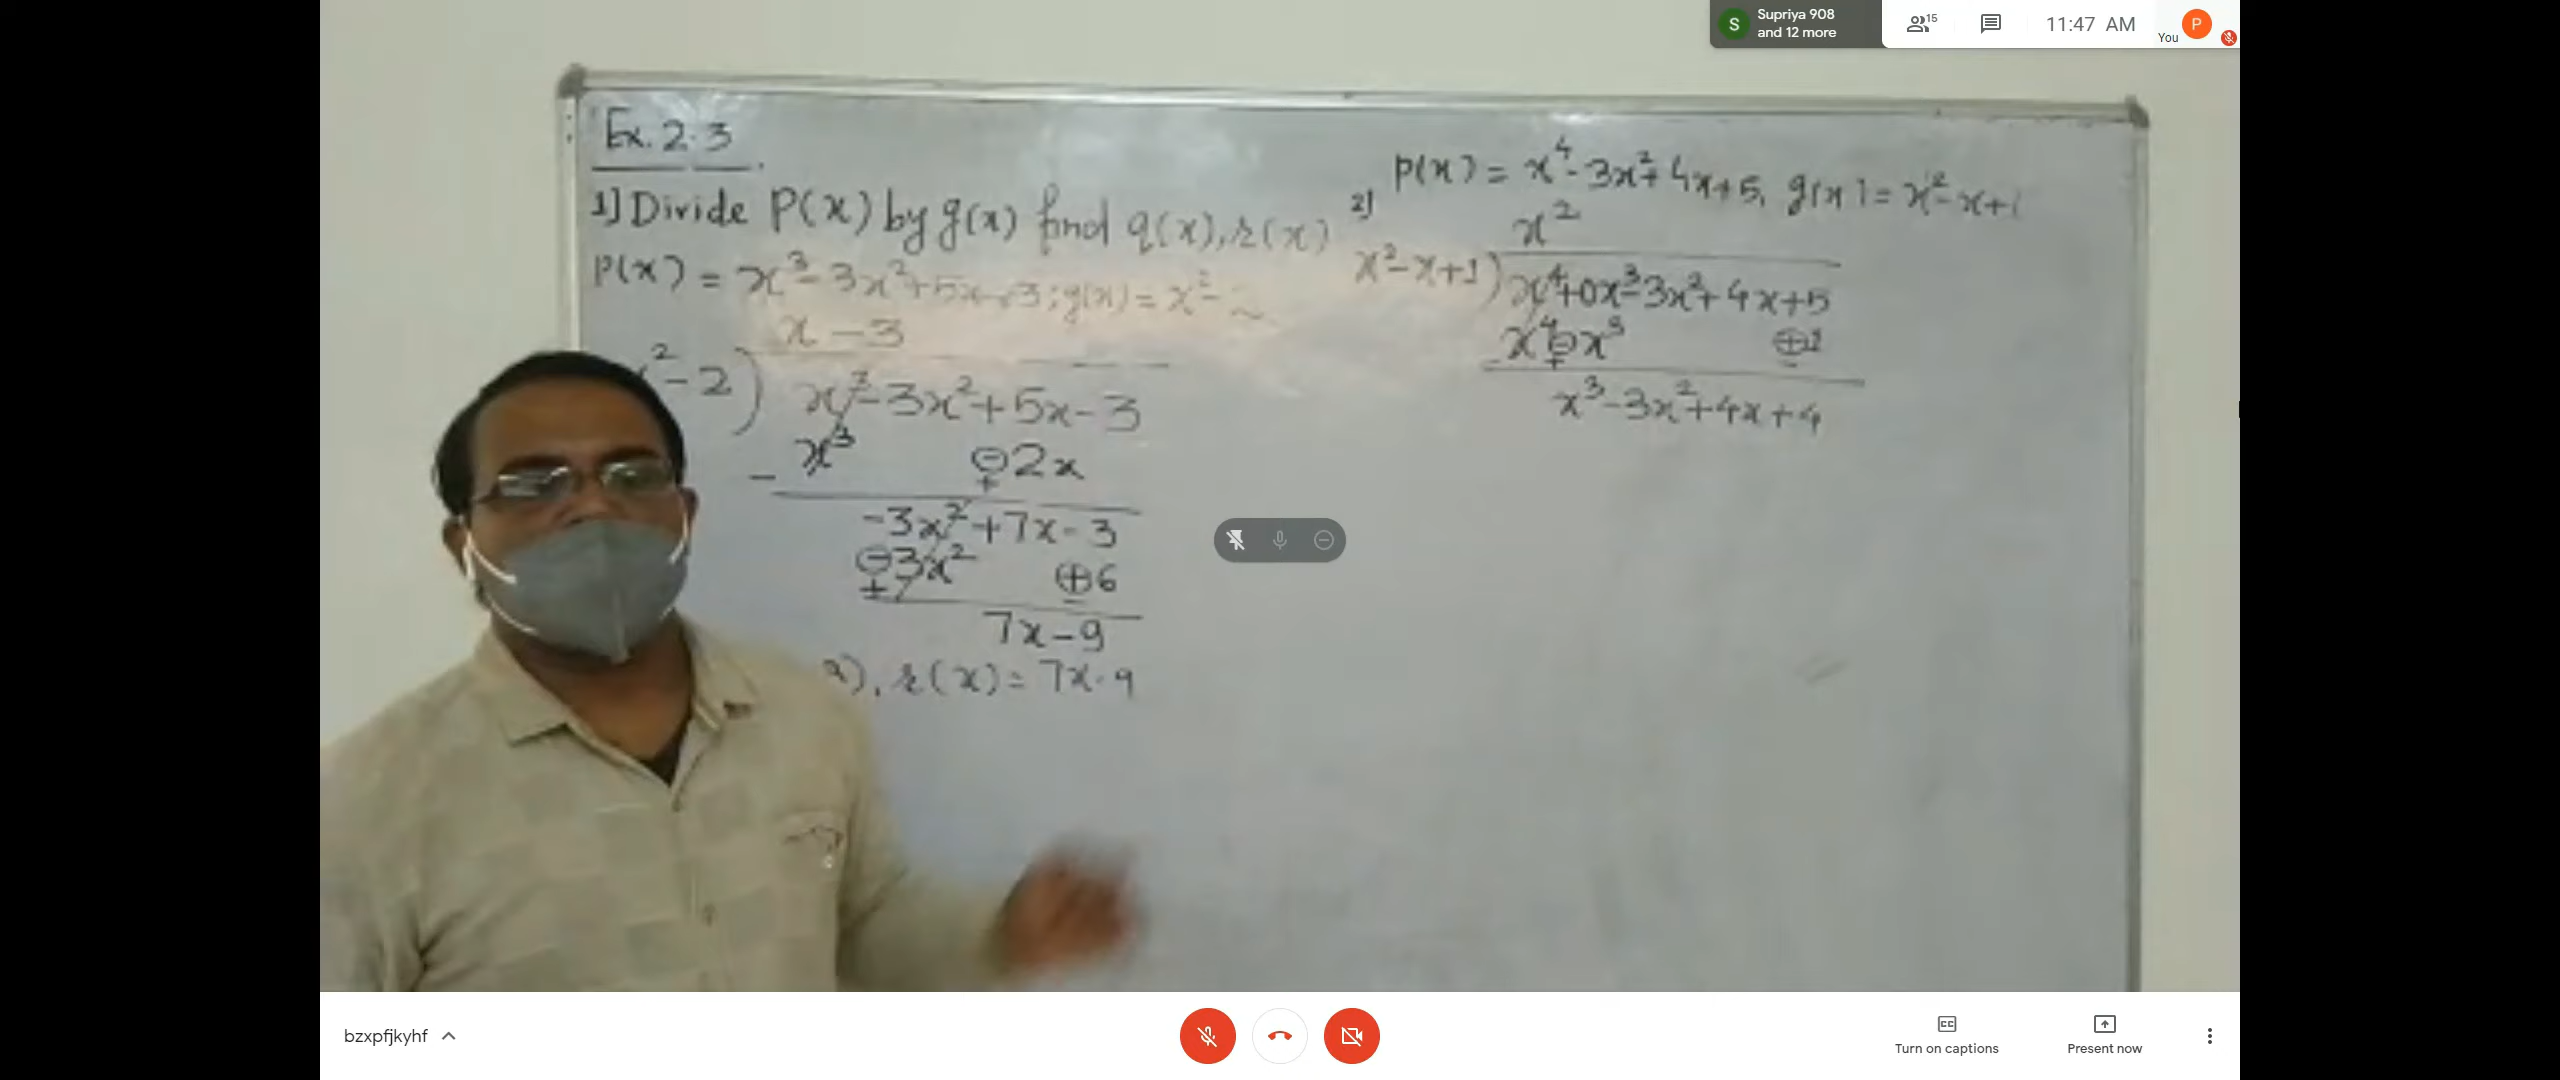 Supriya 908
and 12 more
15
11:47 AM
You
P
S
Ex. 2.3
1] Divide P(x) by g(x) find q(x), r(x)
P(x) = x³ - 3x² + 5x - 3; g(x) = x² -
x - 3
² - 2) x³ - 3x² + 5x - 3
x³ ⊖ 2x
- +
-3x² + 7x - 3
⊖3x² ⊕6
+ -
7x - 9
), r(x) = 7x - 9
2] P(x) = x⁴ - 3x² + 4x + 5, g(x) = x² - x + 1
x²
x² - x + 1) x⁴ + 0x³ - 3x² + 4x + 5
x⁴ ⊖ x³ ⊕1
- + -
x³ - 3x² + 4x + 4
bzxpfjkyhf
Turn on captions
Present now